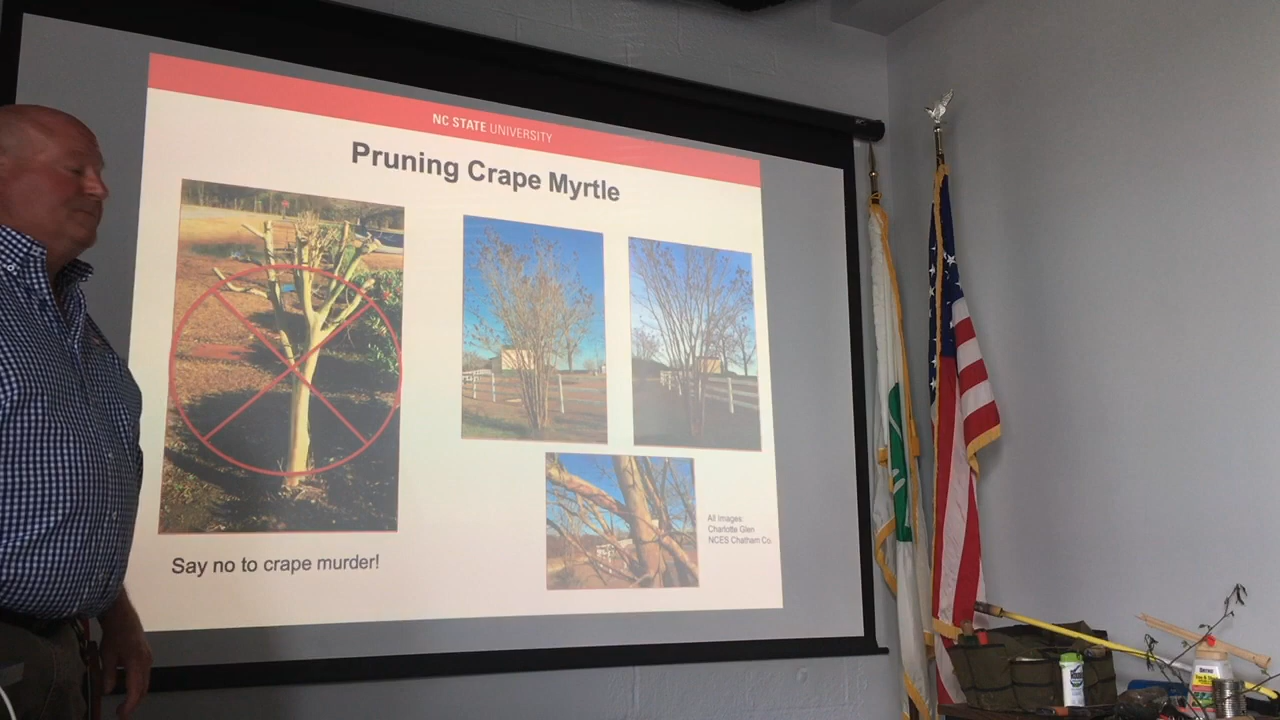 NC STATE UNIVERSITY
Pruning Crape Myrtle
All Images:
Charlotte Glen
NCES Chatham Co.
Say no to crape murder!